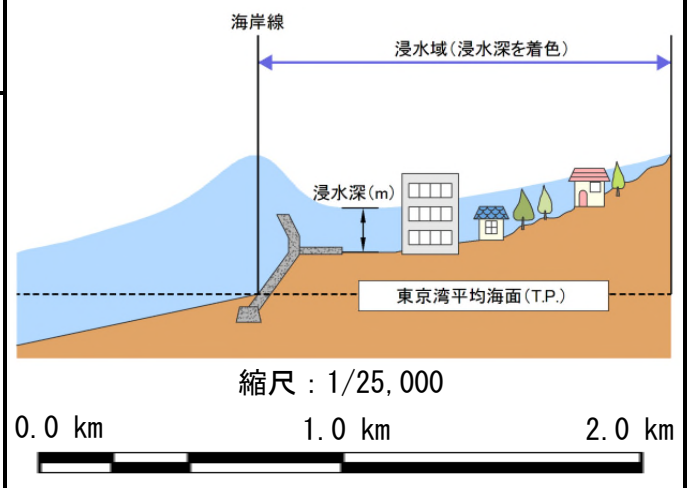 海岸線
浸水域(浸水深を着色)
浸水深(m)
東京湾平均海面(T.P.)
縮尺：1/25,000
0.0 km 1.0 km 2.0 km